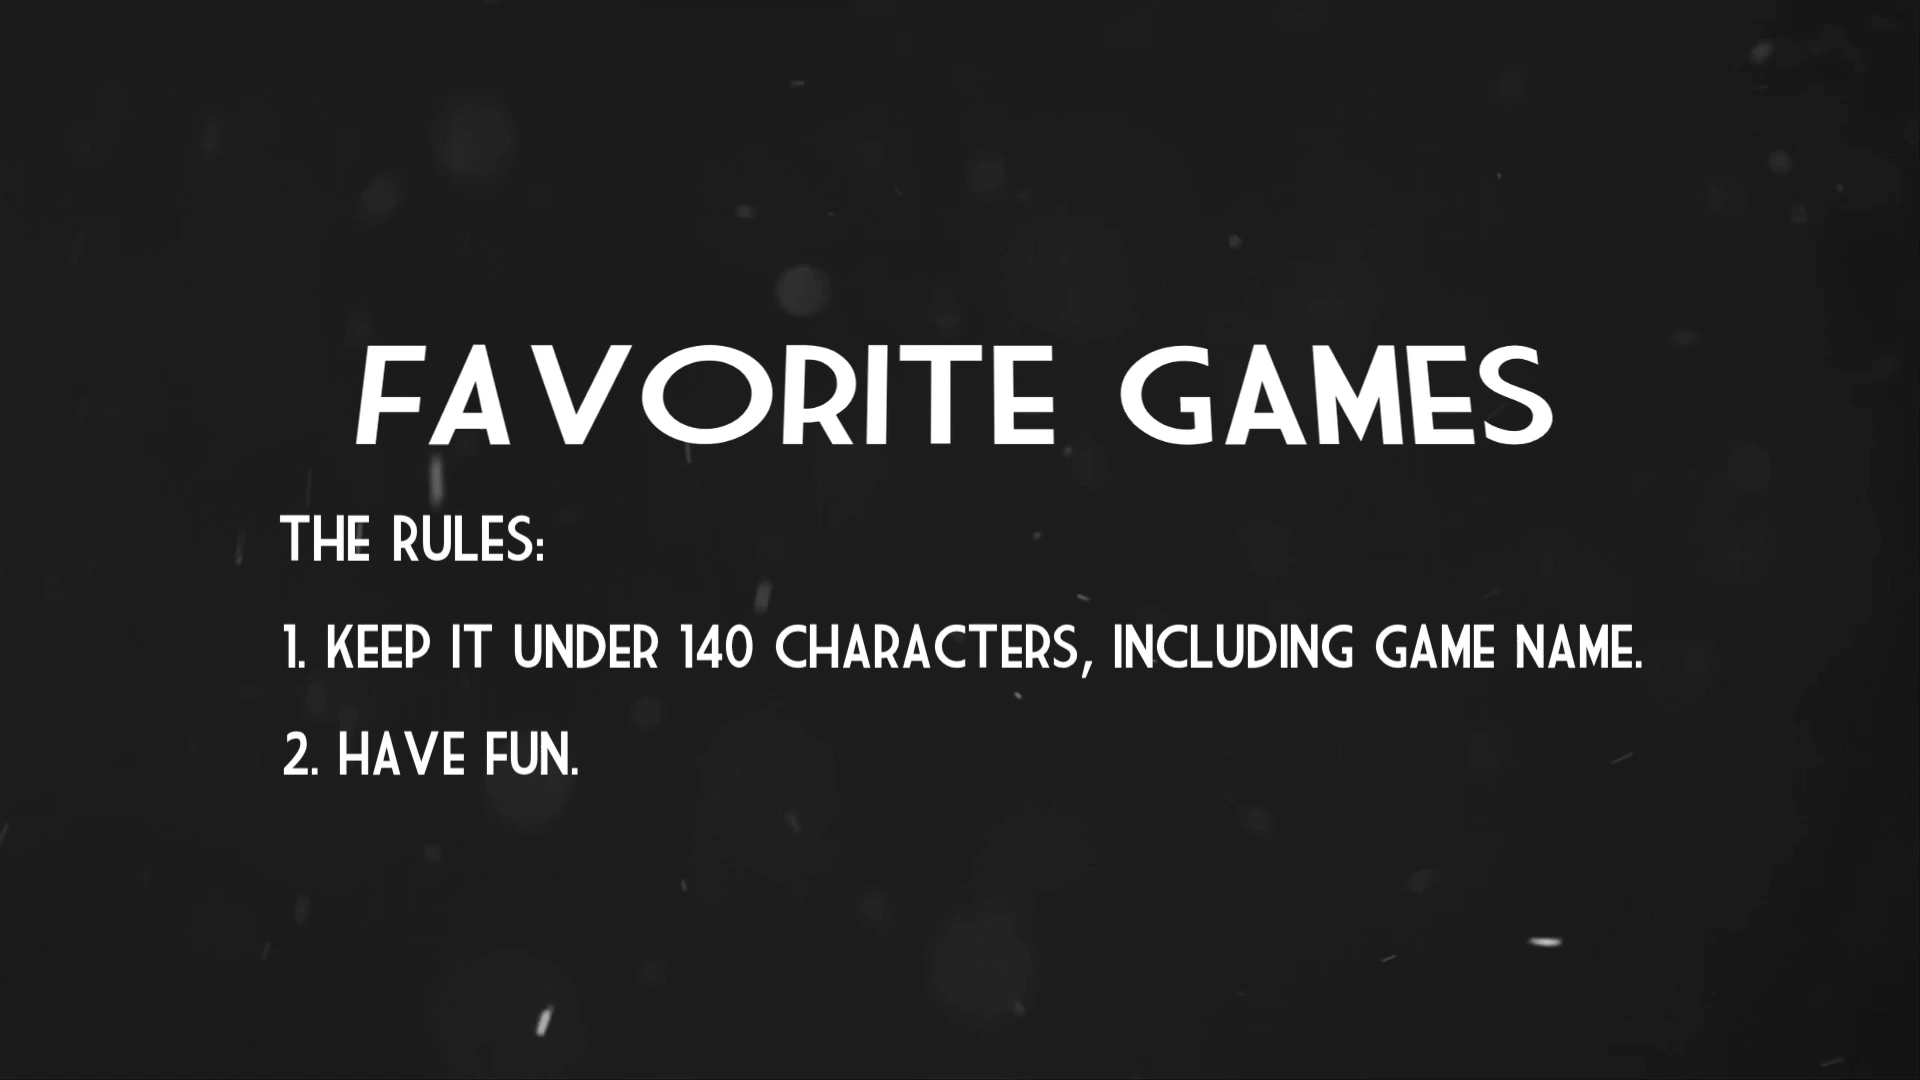 FAVORITE GAMES
THE RULES:
1. KEEP IT UNDER 140 CHARACTERS, INCLUDING GAME NAME.
2. HAVE FUN.